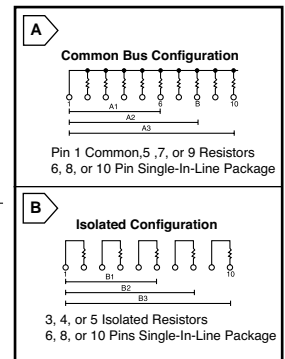 A
Common Bus Configuration
1 6 8 10
A1
A2
A3
Pin 1 Common,5 ,7, or 9 Resistors
6, 8, or 10 Pin Single-In-Line Package
B
Isolated Configuration
1 10
B1
B2
B3
3, 4, or 5 Isolated Resistors
6, 8, or 10 Pins Single-In-Line Package